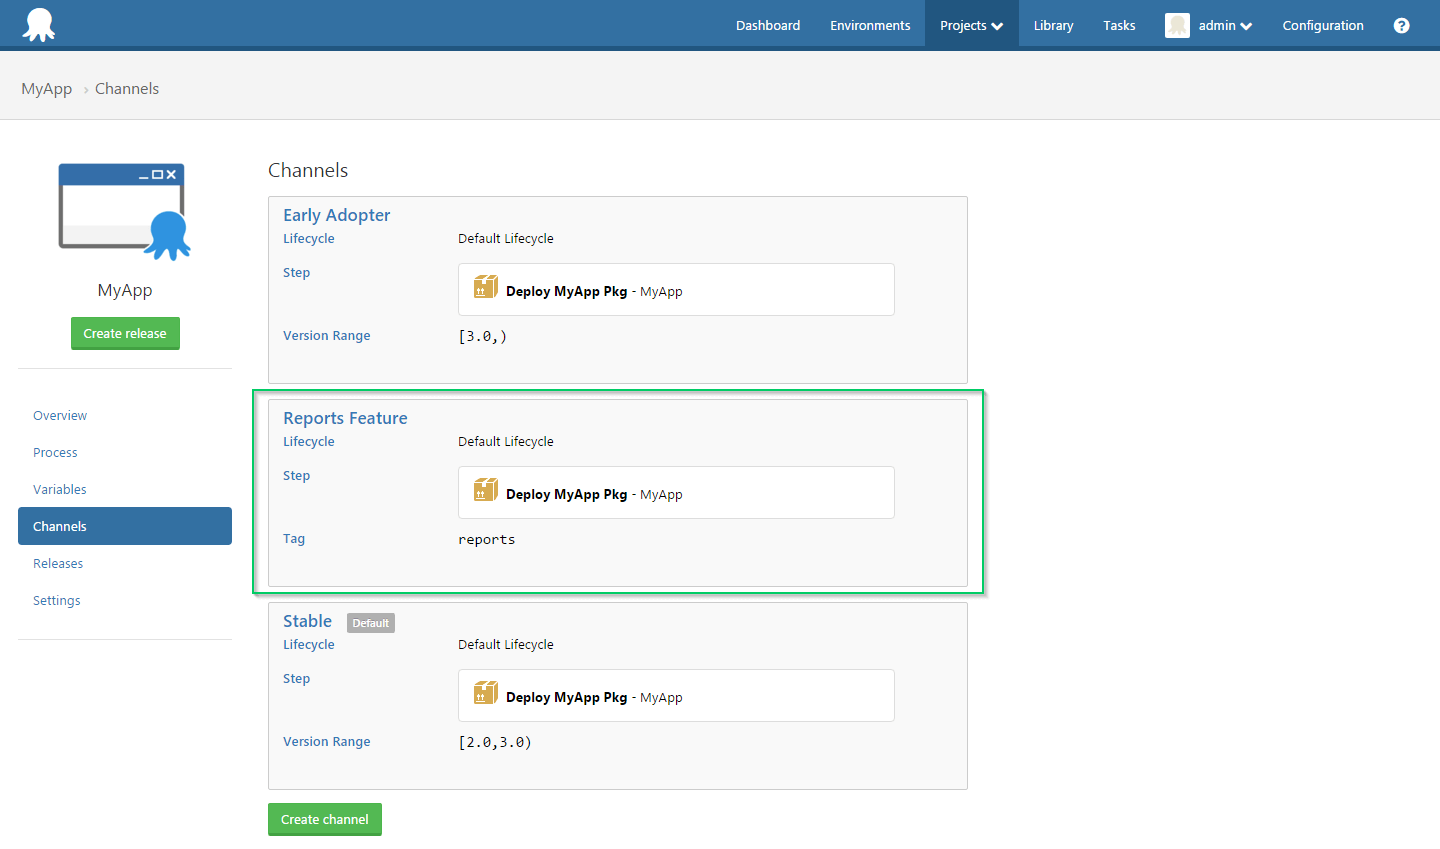 Dashboard Environments Projects Library Tasks admin Configuration ?
MyApp › Channels
MyApp
Create release
Overview
Process
Variables
Channels
Releases
Settings
Channels
Early Adopter
Lifecycle Default Lifecycle
Step Deploy MyApp Pkg - MyApp
Version Range [3.0,)
Reports Feature
Lifecycle Default Lifecycle
Step Deploy MyApp Pkg - MyApp
Tag reports
Stable Default
Lifecycle Default Lifecycle
Step Deploy MyApp Pkg - MyApp
Version Range [2.0,3.0)
Create channel